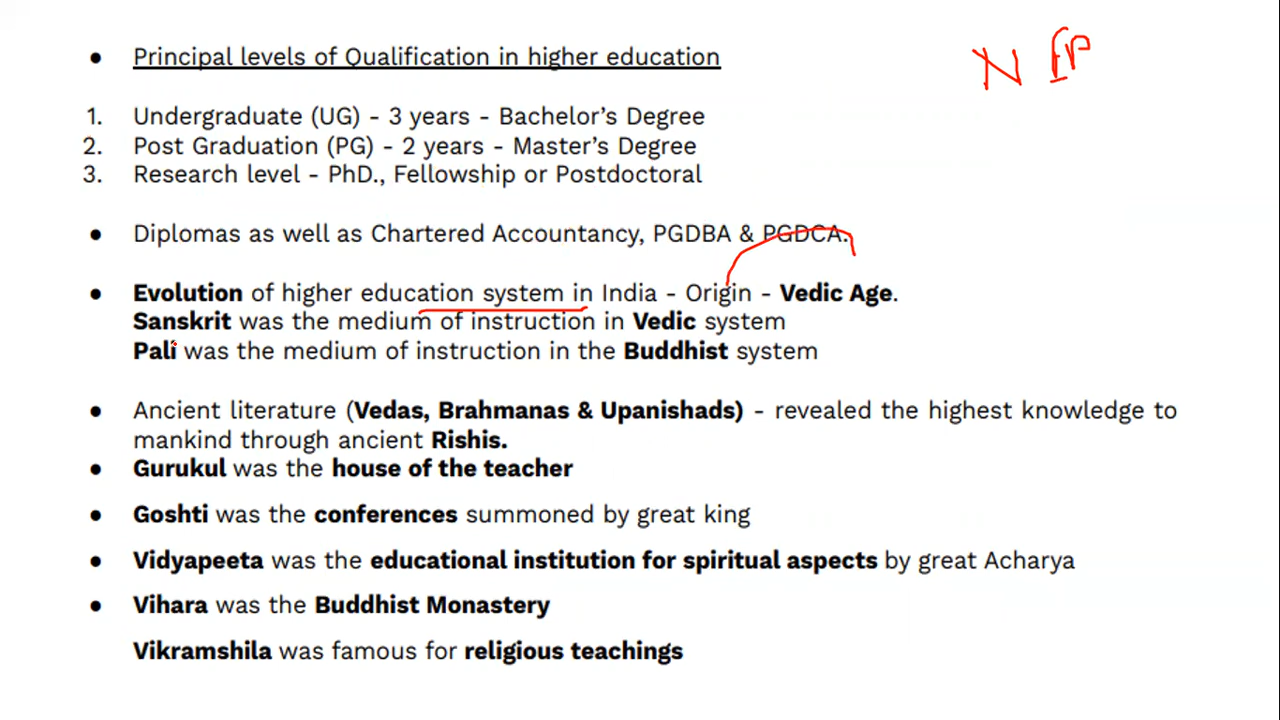 ● Principal levels of Qualification in higher education
NEP
1. Undergraduate (UG) - 3 years - Bachelor's Degree
2. Post Graduation (PG) - 2 years - Master's Degree
3. Research level - PhD., Fellowship or Postdoctoral
● Diplomas as well as Chartered Accountancy, PGDBA & PGDCA.
● Evolution of higher education system in India - Origin - Vedic Age.
Sanskrit was the medium of instruction in Vedic system
Pali was the medium of instruction in the Buddhist system
● Ancient literature (Vedas, Brahmanas & Upanishads) - revealed the highest knowledge to
mankind through ancient Rishis.
● Gurukul was the house of the teacher
● Goshti was the conferences summoned by great king
● Vidyapeeta was the educational institution for spiritual aspects by great Acharya
● Vihara was the Buddhist Monastery
Vikramshila was famous for religious teachings